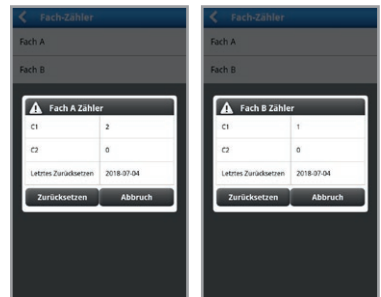 Fach-Zähler
Fach A
Fach B
Fach A Zähler
C1 2
C2 0
Letztes Zurücksetzen 2018-07-04
Zurücksetzen Abbruch
Fach-Zähler
Fach A
Fach B
Fach B Zähler
C1 1
C2 0
Letztes Zurücksetzen 2018-07-04
Zurücksetzen Abbruch